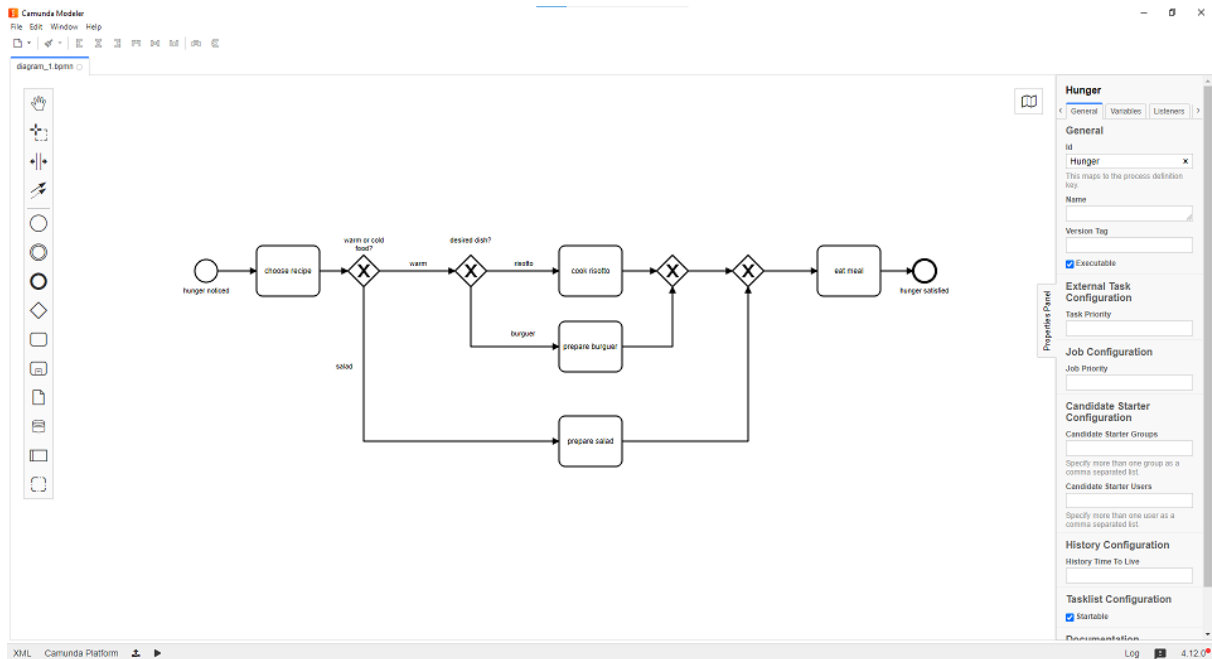 Camunda Modeler
File Edit Window Help
diagram_1.bpmn
Hunger
General Variables Listeners
General
Id
Hunger
This maps to the process definition
key.
Name
Version Tag
Executable
External Task
Configuration
Task Priority
Job Configuration
Job Priority
Candidate Starter
Configuration
Candidate Starter Groups
Specify more than one group as a
comma separated list.
Candidate Starter Users
Specify more than one user as a
comma separated list.
History Configuration
History Time To Live
Tasklist Configuration
Startable
Documentation
Properties Panel
hunger noticed
choose recipe
warm or cold
food?
warm
desired dish?
risotto
cook risotto
burguer
prepare burguer
salad
prepare salad
eat meal
hunger satisfied
XML Camunda Platform
Log 4.12.0